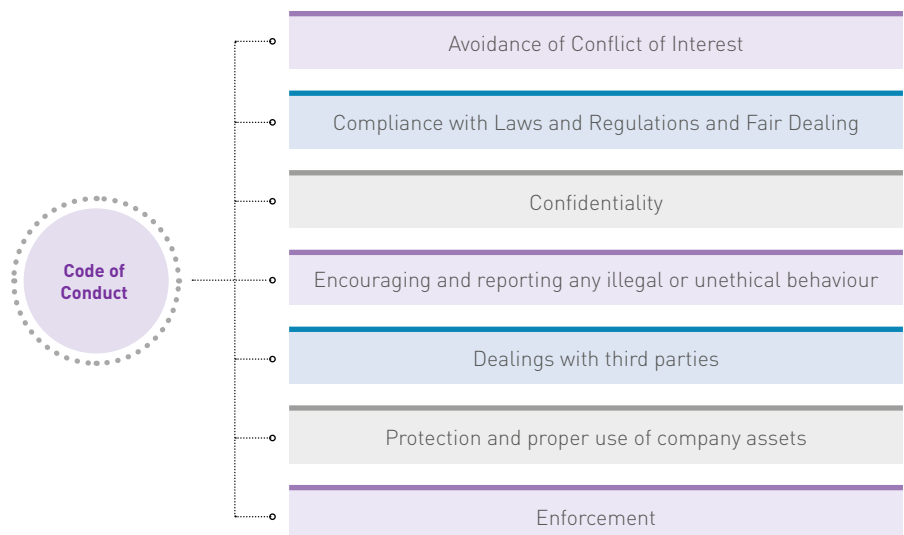 Avoidance of Conflict of Interest
Compliance with Laws and Regulations and Fair Dealing
Confidentiality
Code of
Conduct
Encouraging and reporting any illegal or unethical behaviour
Dealings with third parties
Protection and proper use of company assets
Enforcement